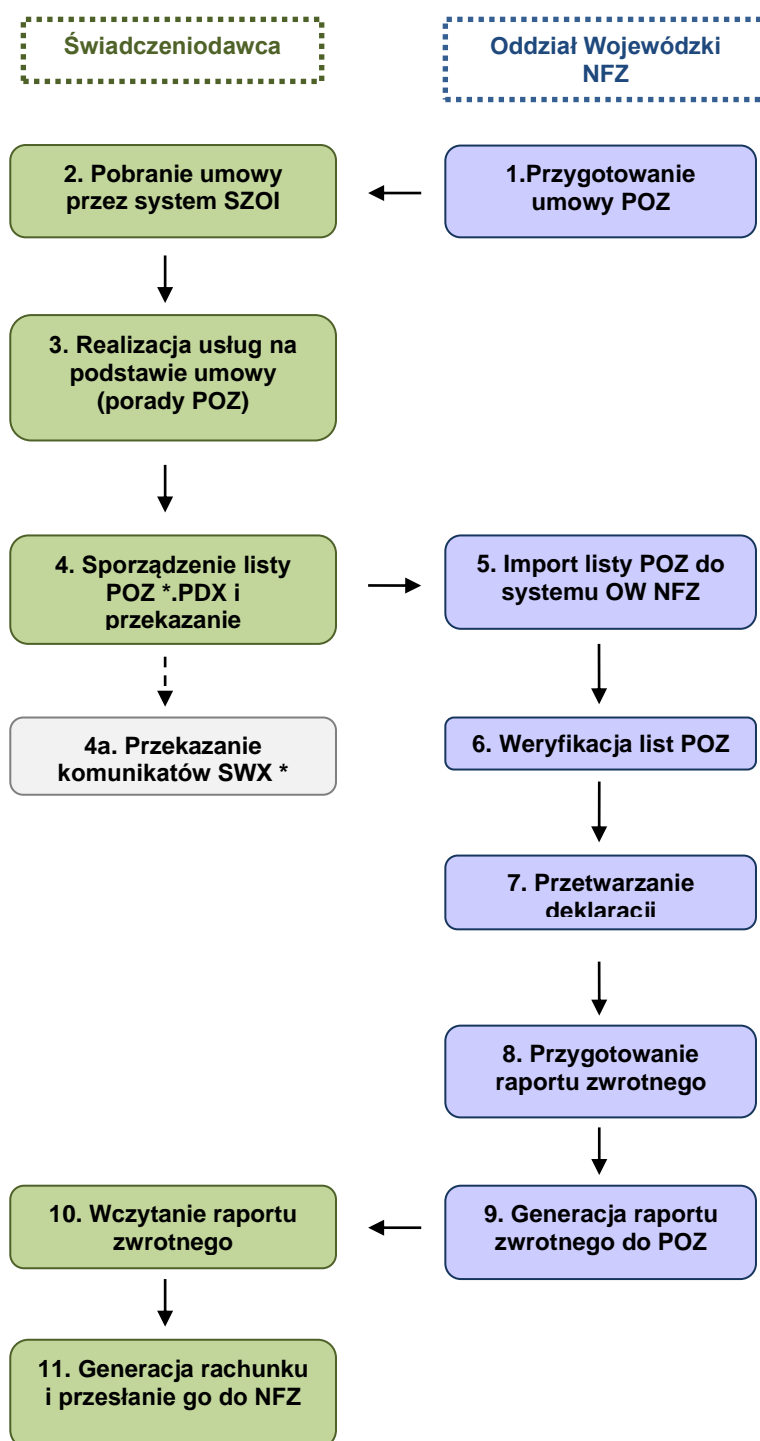 Świadczeniodawca
Oddział Wojewódzki
NFZ
2. Pobranie umowy
przez system SZOI
1.Przygotowanie
umowy POZ
3. Realizacja usług na
podstawie umowy
(porady POZ)
4. Sporządzenie listy
POZ *.PDX i
przekazanie
5. Import listy POZ do
systemu OW NFZ
4a. Przekazanie
komunikatów SWX *
6. Weryfikacja list POZ
7. Przetwarzanie
deklaracji
8. Przygotowanie
raportu zwrotnego
10. Wczytanie raportu
zwrotnego
9. Generacja raportu
zwrotnego do POZ
11. Generacja rachunku
i przesłanie go do NFZ